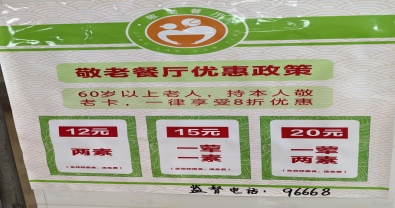 敬老餐厅优惠政策
60岁以上老人，持本人敬
老卡，一律享受8折优惠
12元
两素
15元
一荤
一素
20元
一荤
两素
监督电话：96668